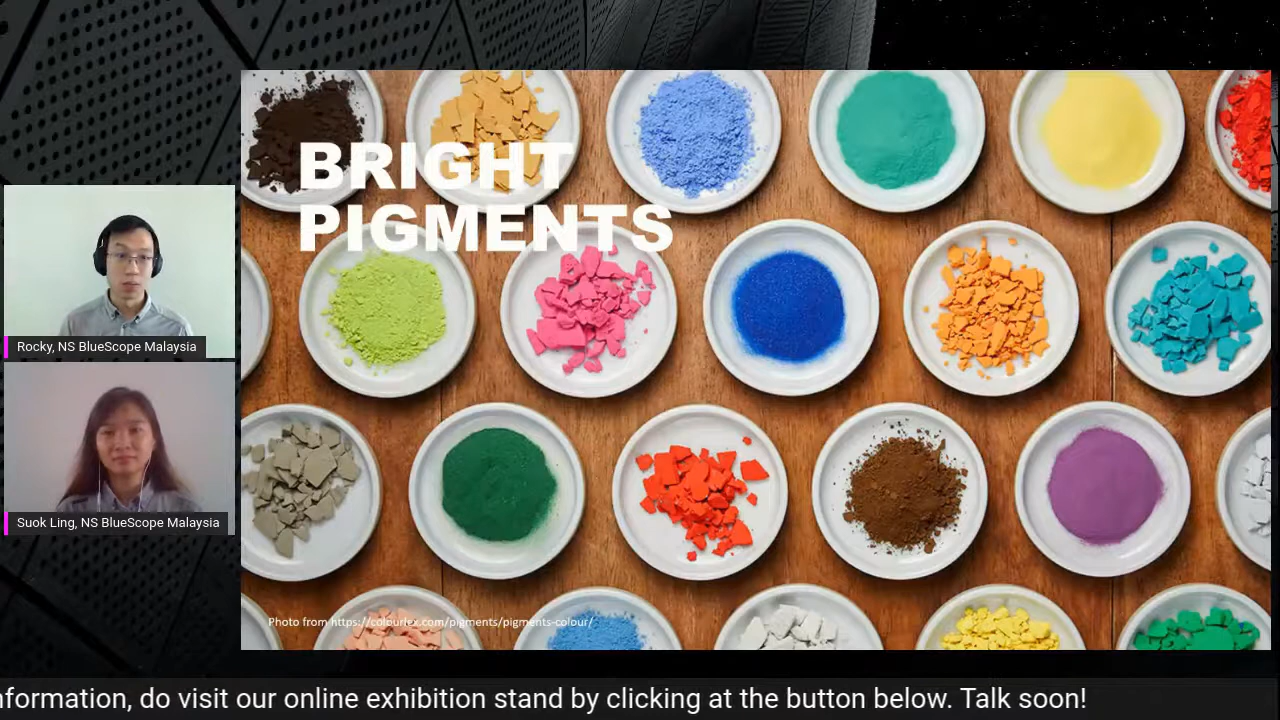 BRIGHT
PIGMENTS
Rocky, NS BlueScope Malaysia
Suok Ling, NS BlueScope Malaysia
Photo from https://colourlex.com/pigments/pigments-colour/
nformation, do visit our online exhibition stand by clicking at the button below. Talk soon!